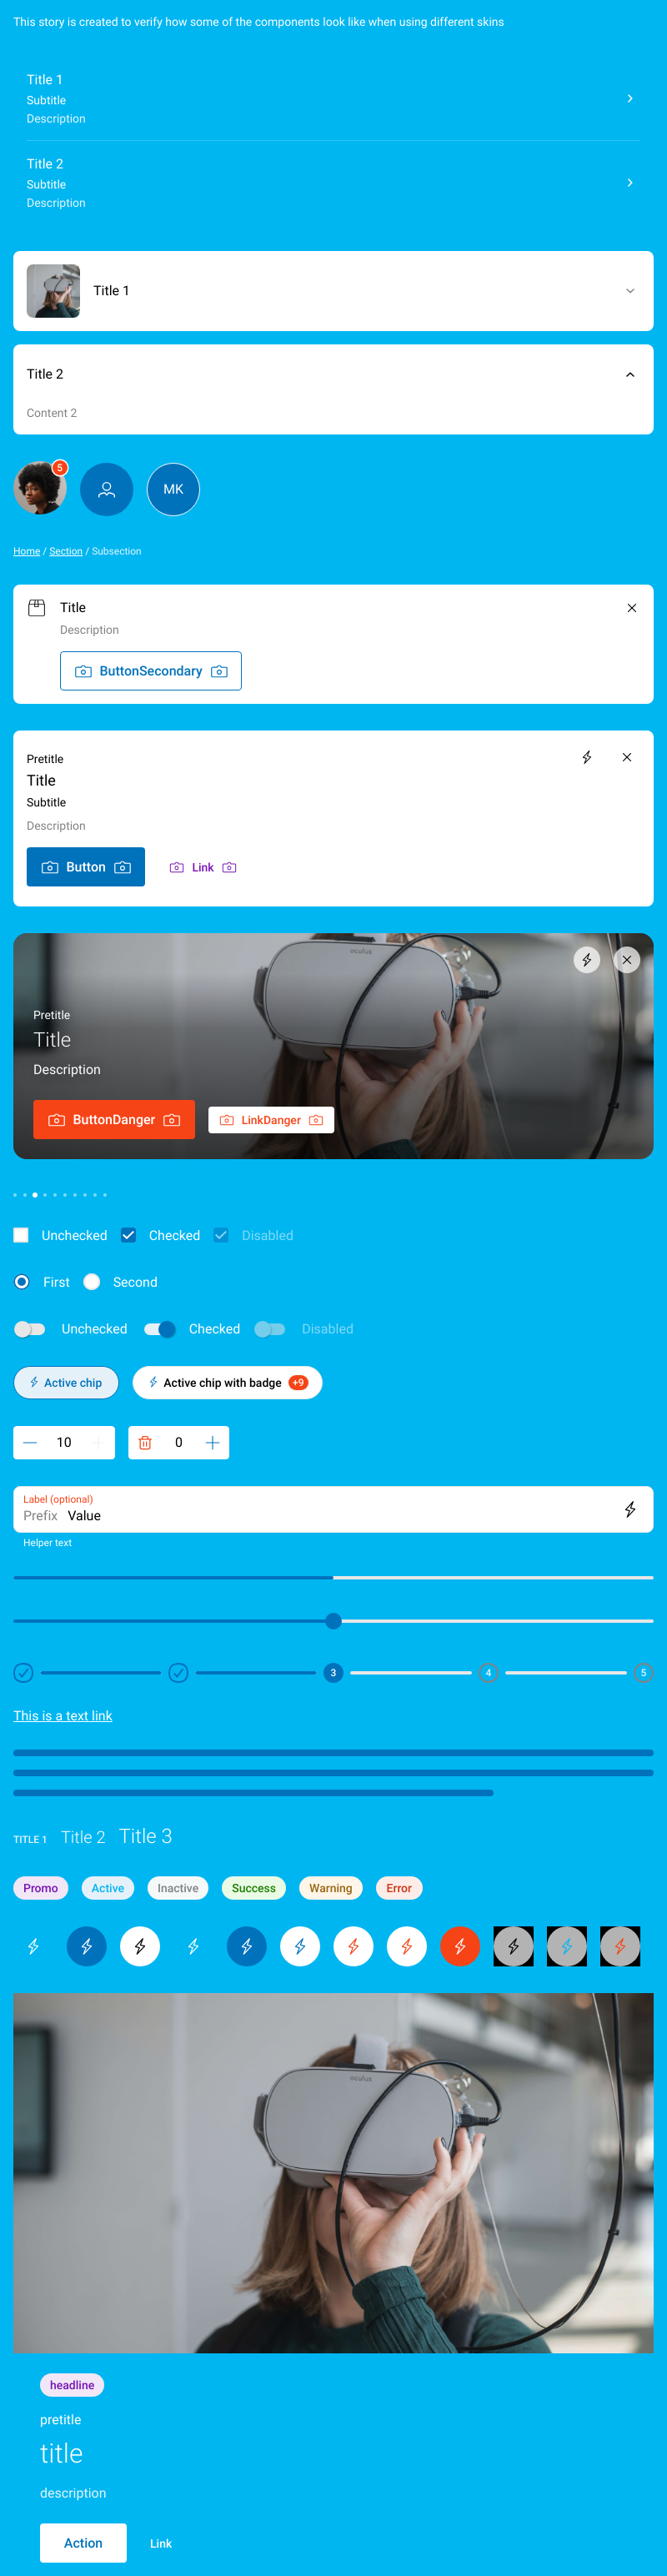 This story is created to verify how some of the components look like when using different skins
Title 1
Subtitle
Description
Title 2
Subtitle
Description
Title 1
Title 2
Content 2
5
MK
Home / Section / Subsection
Title
Description
ButtonSecondary
Pretitle
Title
Subtitle
Description
Button Link
oculus
Pretitle
Title
Description
ButtonDanger LinkDanger
Unchecked Checked Disabled
First Second
Unchecked Checked Disabled
Active chip Active chip with badge +9
10 0
Label (optional)
Prefix Value
Helper text
3 4 5
This is a text link
TITLE 1 Title 2 Title 3
Promo Active Inactive Success Warning Error
oculus
headline
pretitle
title
description
Action Link